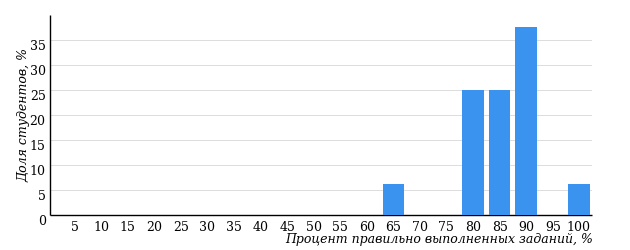 Доля студентов, %
35
30
25
20
15
10
5
0
5 10 15 20 25 30 35 40 45 50 55 60 65 70 75 80 85 90 95 100
Процент правильно выполненных заданий, %